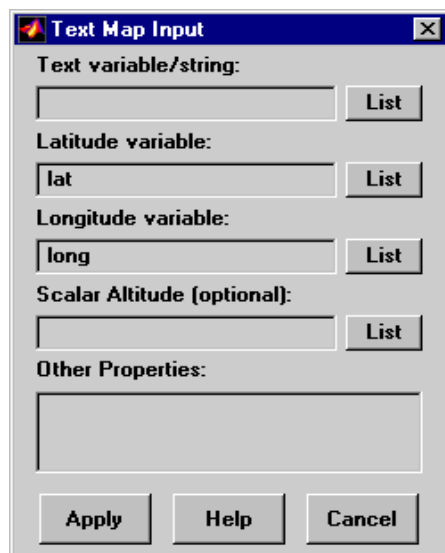 Text Map Input
Text variable/string:
List
Latitude variable:
lat List
Longitude variable:
long List
Scalar Altitude (optional):
List
Other Properties:
Apply Help Cancel